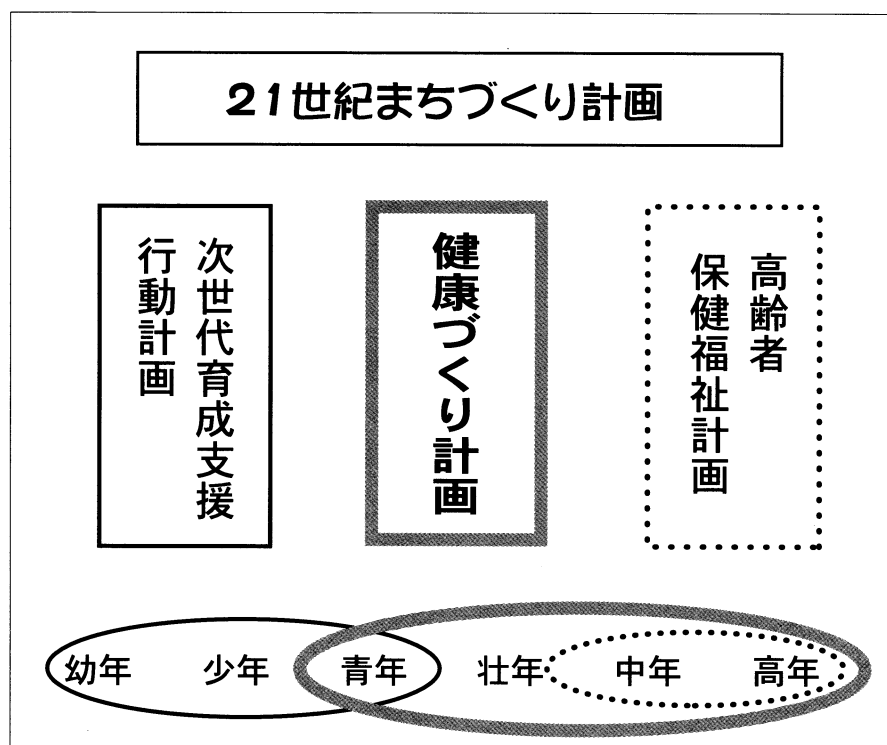 21世紀まちづくり計画
次世代育成支援
行動計画
健康づくり計画
高齢者
保健福祉計画
幼年 少年 青年 壮年 中年 高年